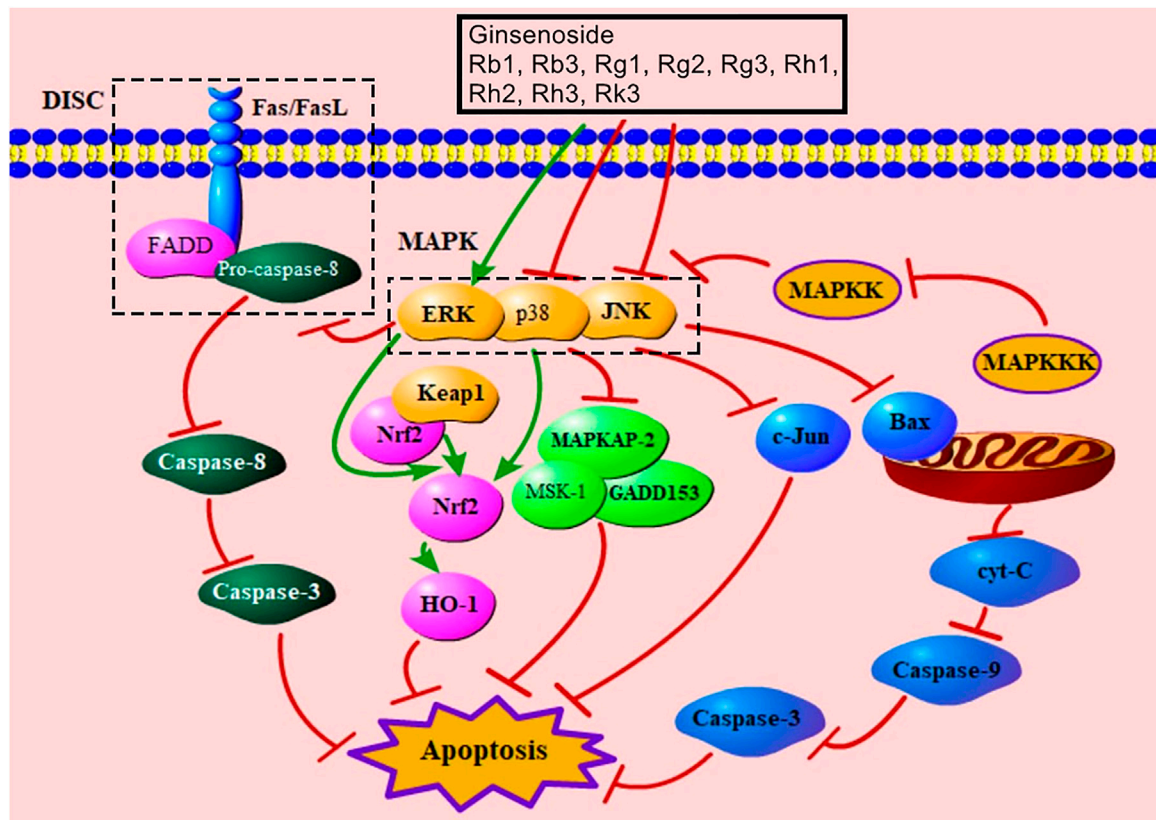 Ginsenoside
Rb1, Rb3, Rg1, Rg2, Rg3, Rh1,
Rh2, Rh3, Rk3
DISC
Fas/FasL
FADD
Pro-caspase-8
MAPK
ERK
p38
JNK
MAPKK
MAPKKK
Keap1
Nrf2
Bax
c-Jun
MAPKAP-2
Caspase-8
MSK-1
GADD153
Nrf2
cyt-C
Caspase-3
HO-1
Caspase-9
Caspase-3
Apoptosis